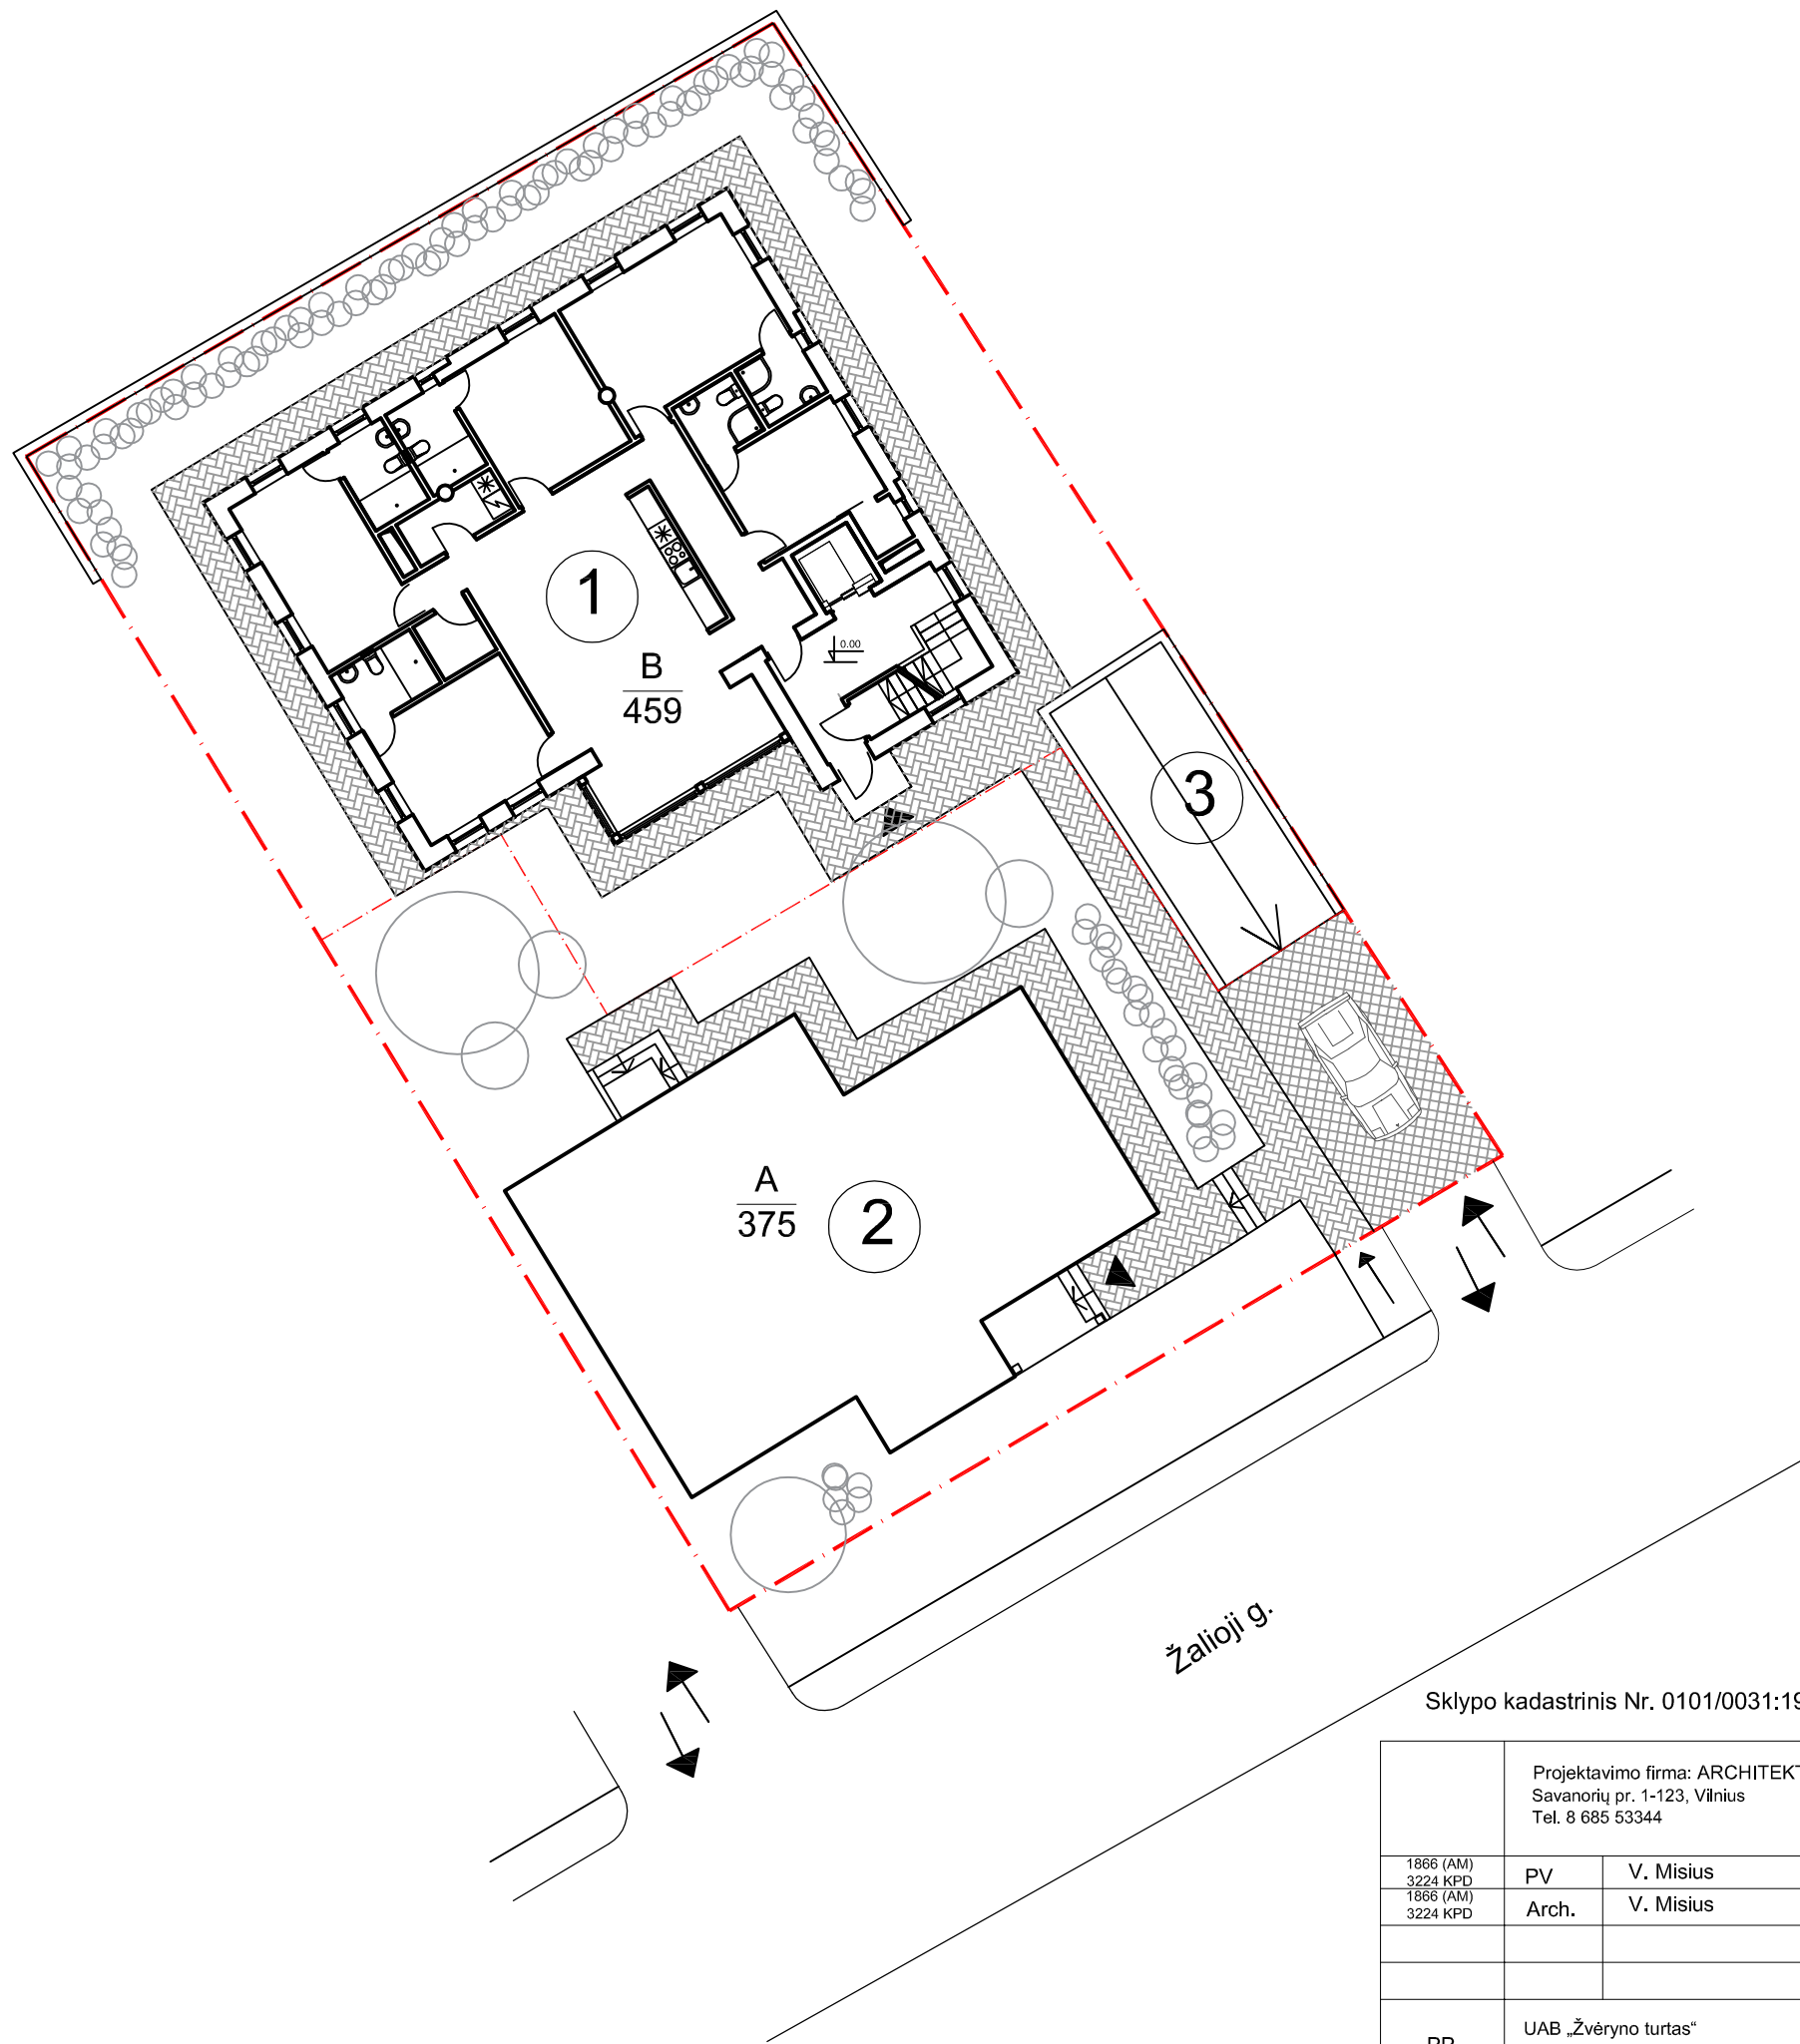 1
B
459
0.00
3
A
375
2
Žalioji g.
Sklypo kadastrinis Nr. 0101/0031:19
Projektavimo firma: ARCHITEKT
Savanorių pr. 1-123, Vilnius
Tel. 8 685 53344
1866 (AM)
3224 KPD
PV
V. Misius
1866 (AM)
3224 KPD
Arch.
V. Misius
UAB „Žvėryno turtas“